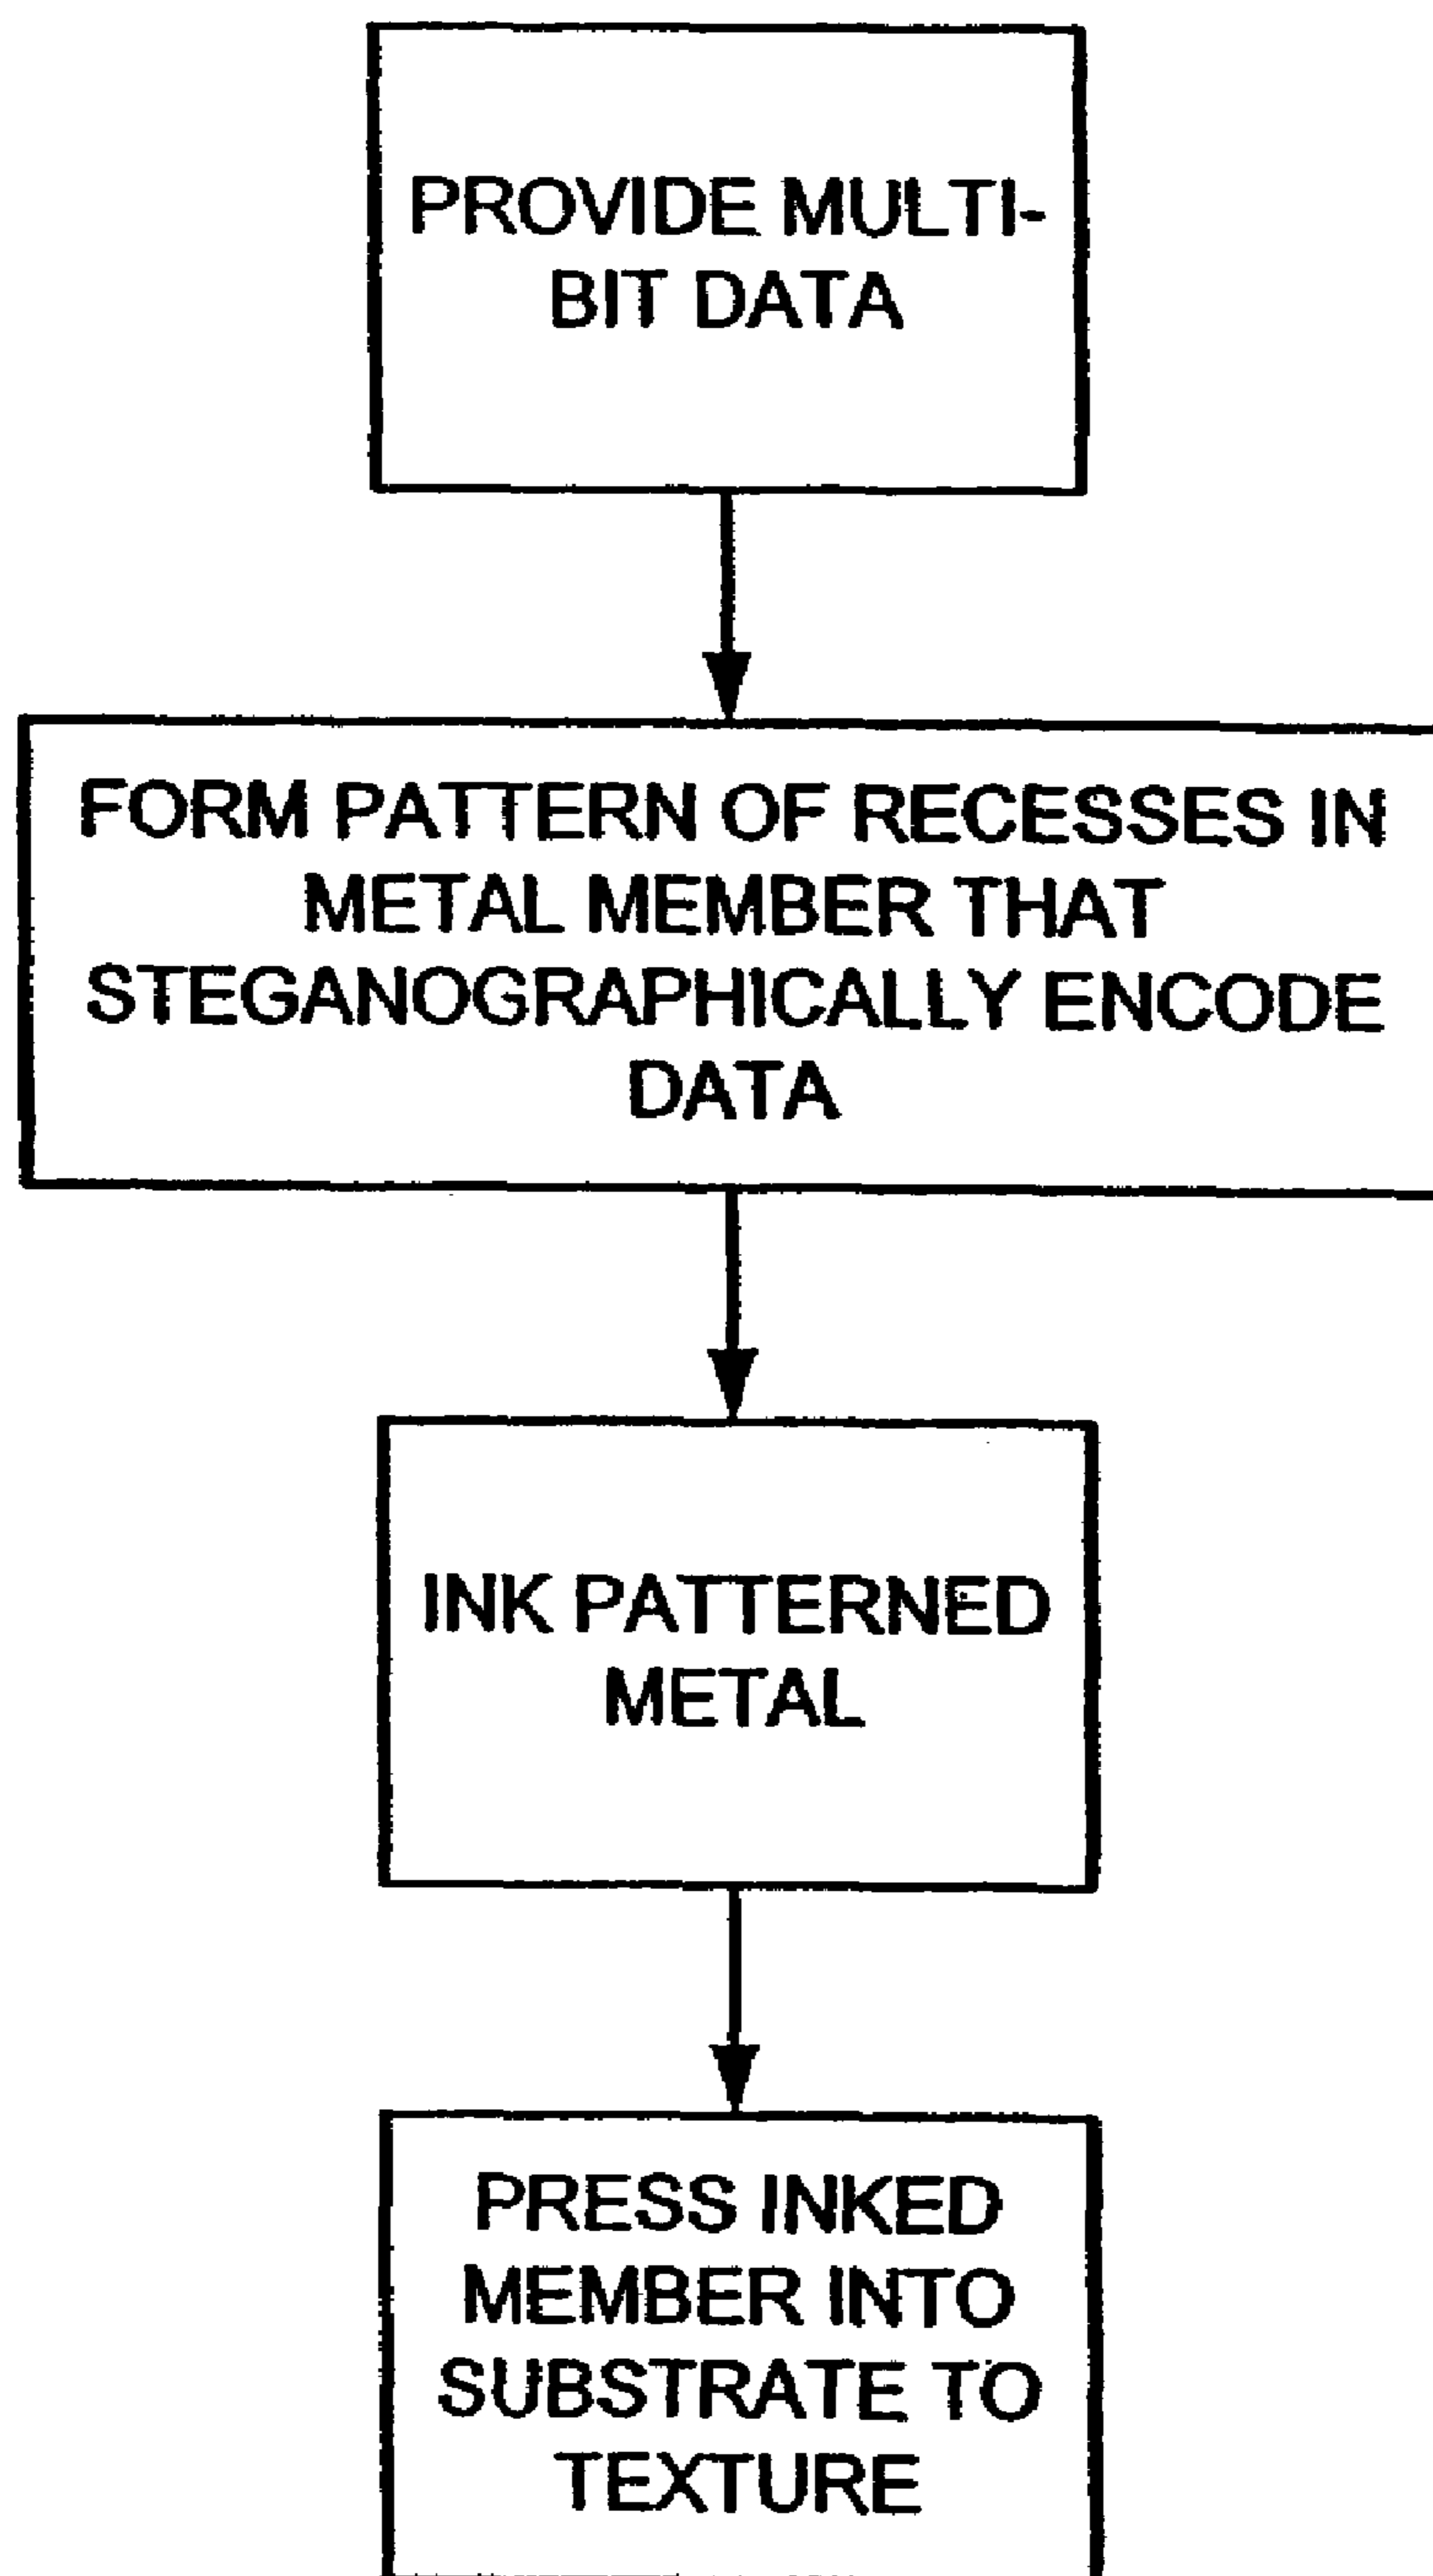 PROVIDE MULTI-
BIT DATA
FORM PATTERN OF RECESSES IN
METAL MEMBER THAT
STEGANOGRAPHICALLY ENCODE
DATA
INK PATTERNED
METAL
PRESS INKED
MEMBER INTO
SUBSTRATE TO
TEXTURE